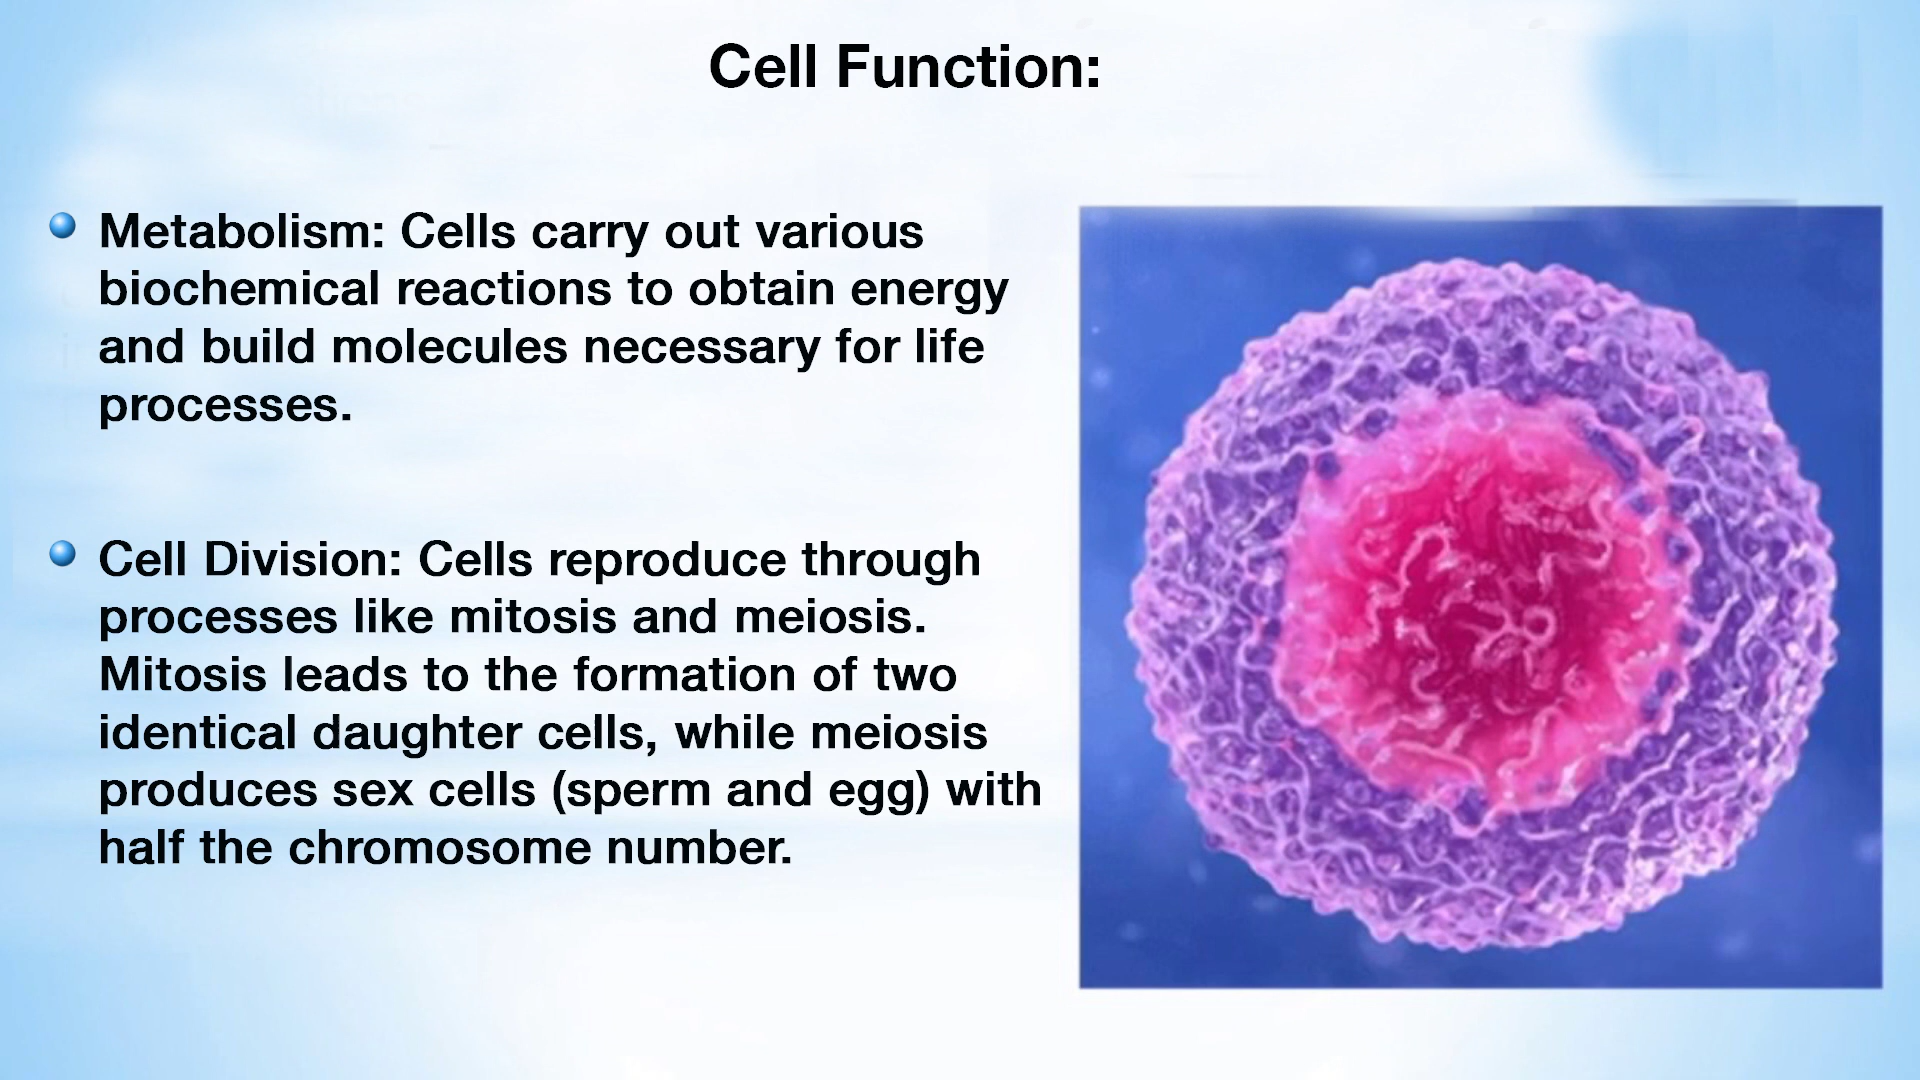 Cell Function:
Metabolism: Cells carry out various
biochemical reactions to obtain energy
and build molecules necessary for life
processes.
Cell Division: Cells reproduce through
processes like mitosis and meiosis.
Mitosis leads to the formation of two
identical daughter cells, while meiosis
produces sex cells (sperm and egg) with
half the chromosome number.